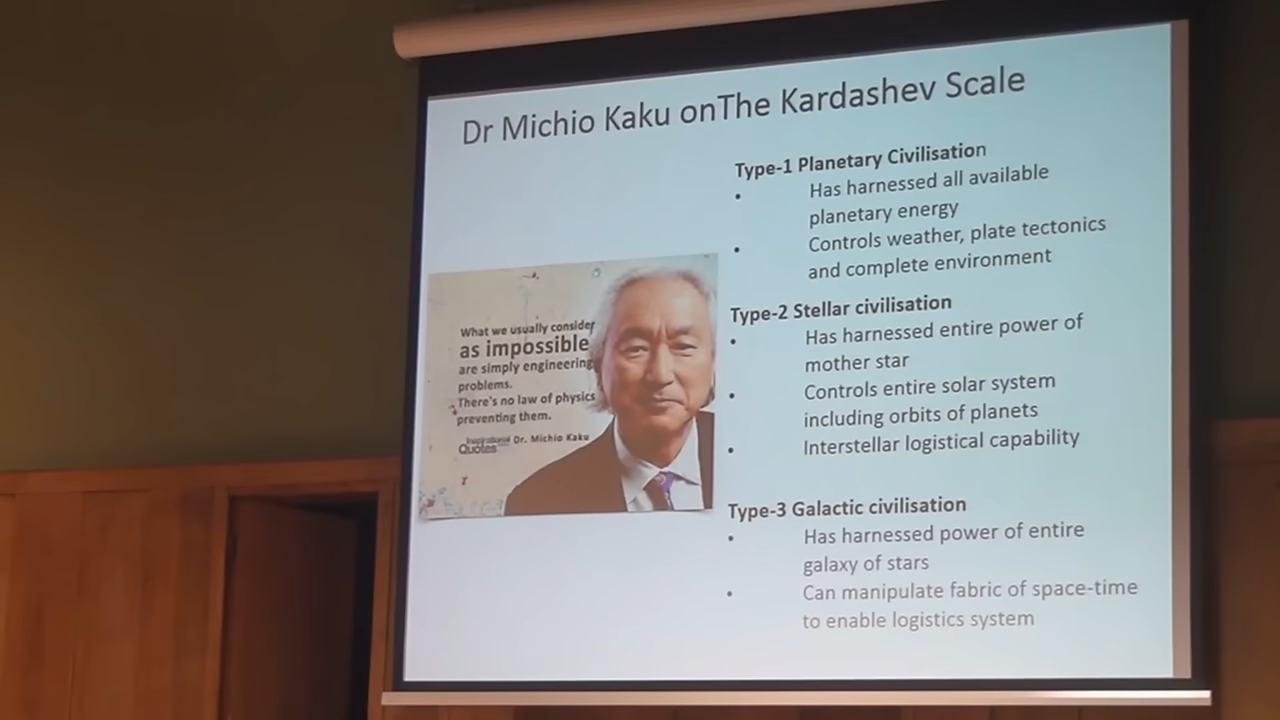 Dr Michio Kaku onThe Kardashev Scale
What we usually consider
as impossible
are simply engineering
problems.
There's no law of physics
preventing them.
Inspirational
Quotes
Dr. Michio Kaku
Type-1 Planetary Civilisation
• Has harnessed all available
planetary energy
• Controls weather, plate tectonics
and complete environment
Type-2 Stellar civilisation
• Has harnessed entire power of
mother star
• Controls entire solar system
including orbits of planets
• Interstellar logistical capability
Type-3 Galactic civilisation
• Has harnessed power of entire
galaxy of stars
• Can manipulate fabric of space-time
to enable logistics system